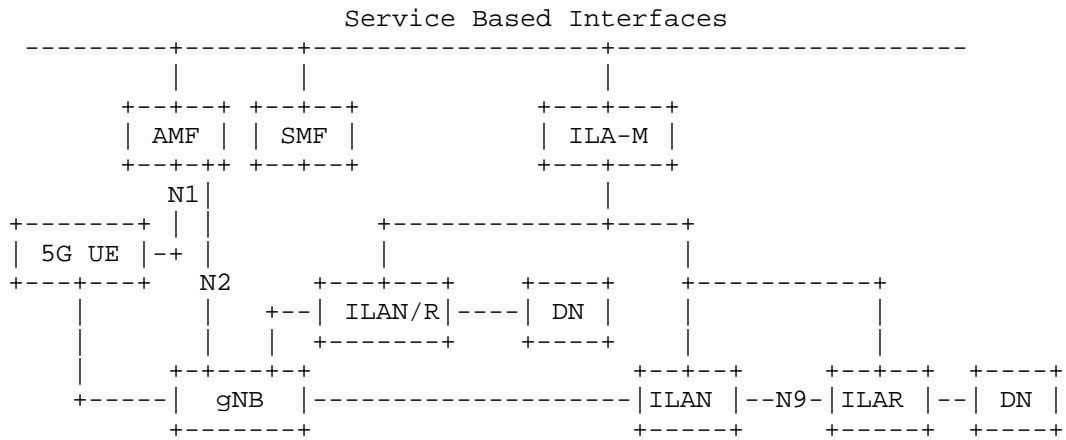 Service Based Interfaces
AMF SMF ILA-M
N1
5G UE
N2
ILAN/R DN
gNB ILAN N9 ILAR DN